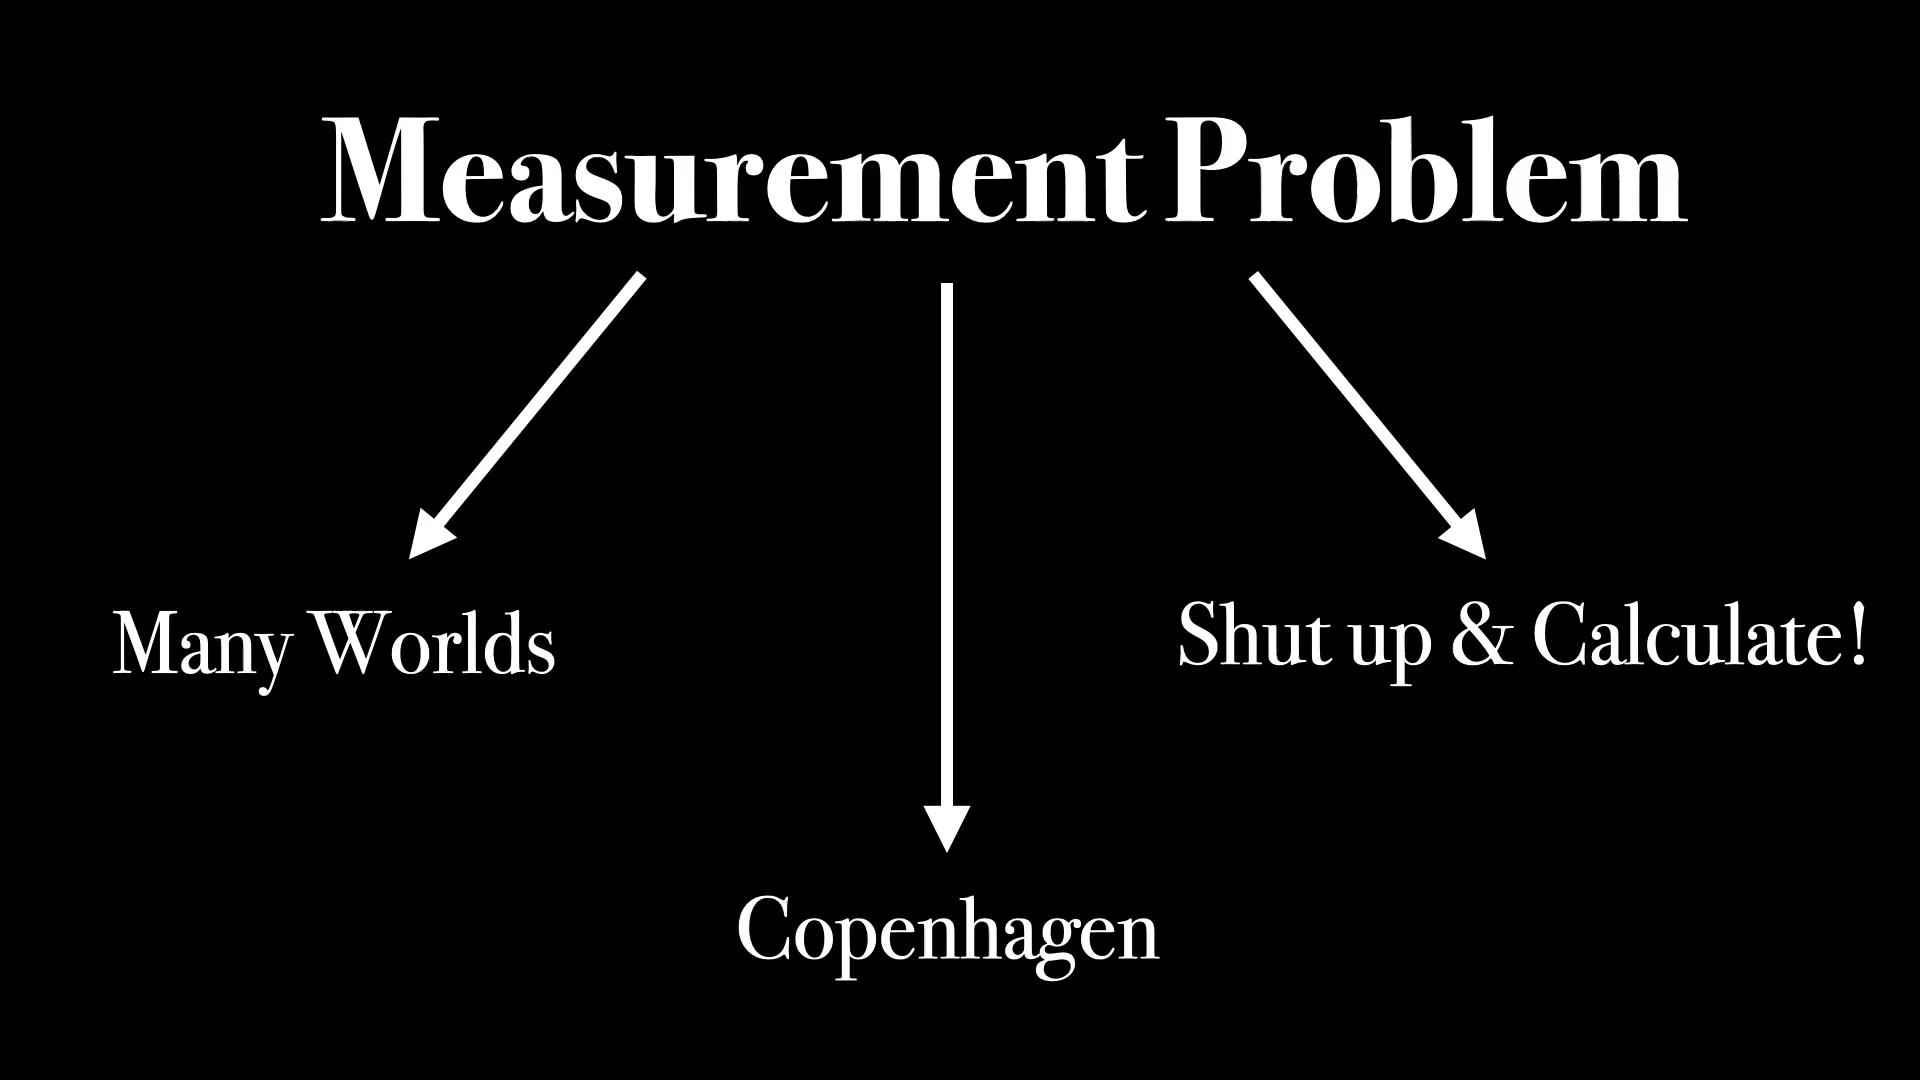 Measurement Problem
Many Worlds
Shut up & Calculate!
Copenhagen